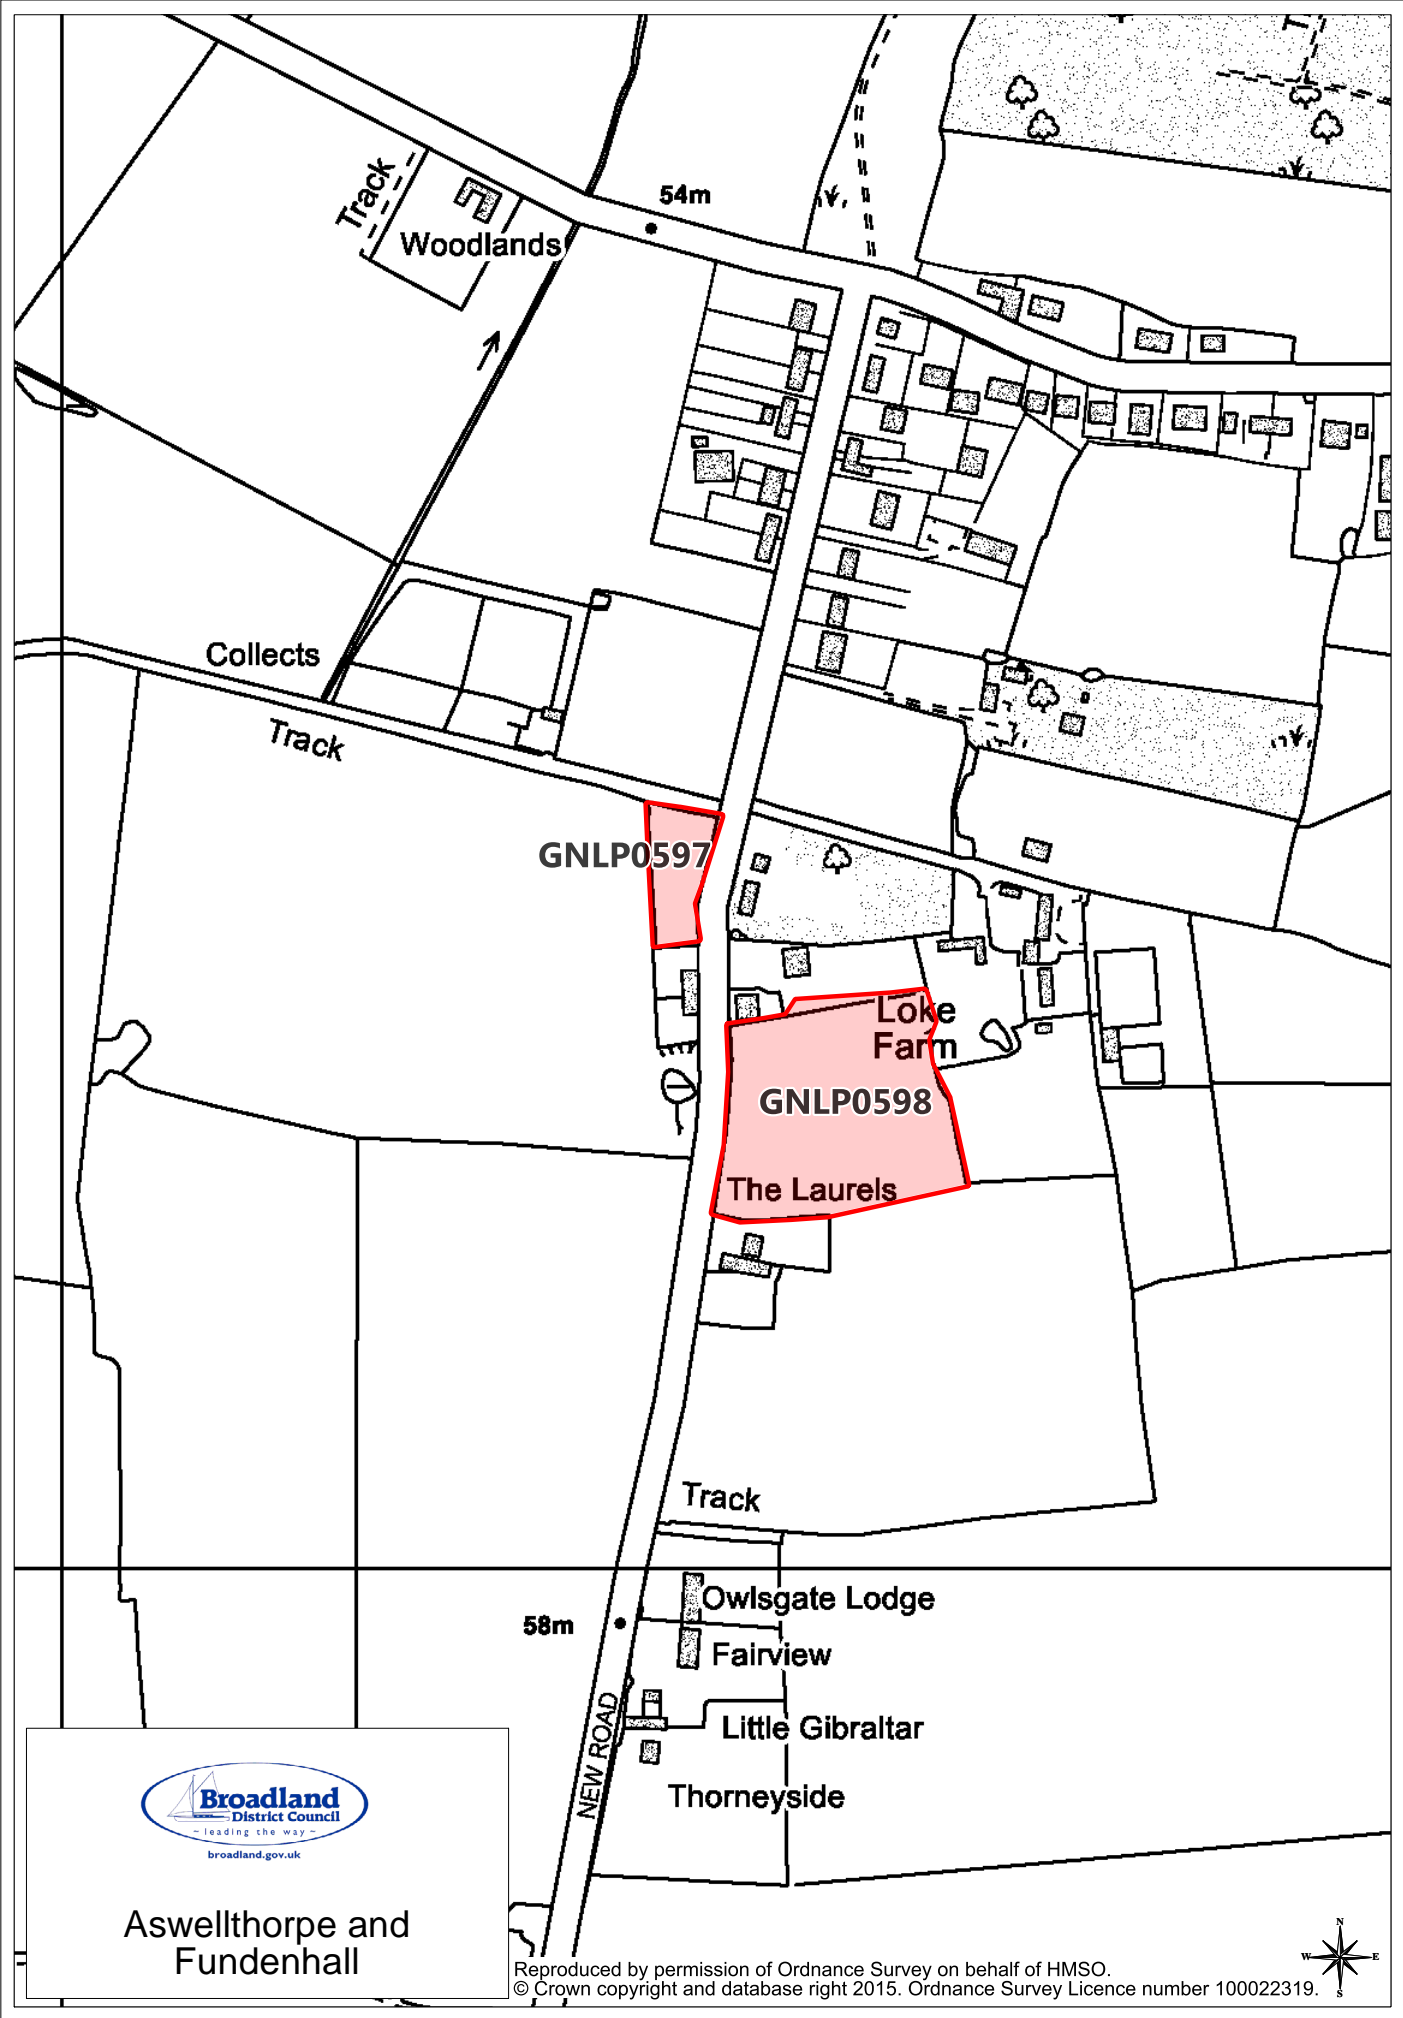 T
Track
54m
Woodlands
Collects
Track
GNLP0597
Loke
Farm
GNLP0598
The Laurels
Track
Owlsgate Lodge
58m
Fairview
NEW ROAD
Little Gibraltar
Thorneyside
Broadland
District Council
~ leading the way ~
broadland.gov.uk
Aswellthorpe and
Fundenhall
N
W
E
S
Reproduced by permission of Ordnance Survey on behalf of HMSO.
© Crown copyright and database right 2015. Ordnance Survey Licence number 100022319.